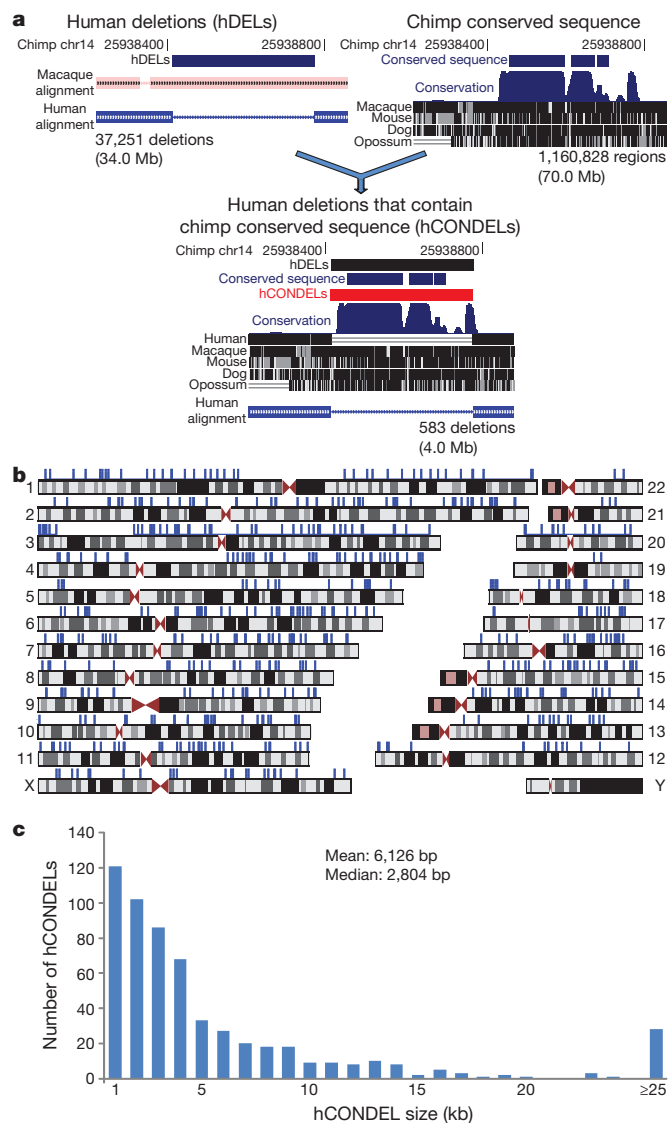 a
Human deletions (hDELs)
Chimp chr14 25938400 25938800
hDELs
Macaque alignment
Human alignment
37,251 deletions
(34.0 Mb)
Chimp conserved sequence
Chimp chr14 25938400 25938800
Conserved sequence
Conservation
Macaque
Mouse
Dog
Opossum
1,160,828 regions
(70.0 Mb)
Human deletions that contain
chimp conserved sequence (hCONDELs)
Chimp chr14 25938400 25938800
hDELs
Conserved sequence
hCONDELs
Conservation
Human
Macaque
Mouse
Dog
Opossum
Human alignment
583 deletions
(4.0 Mb)
b
1 22
2 21
3 20
4 19
5 18
6 17
7 16
8 15
9 14
10 13
11 12
X Y
c
Number of hCONDELs
140
120
100
80
60
40
20
0
Mean: 6,126 bp
Median: 2,804 bp
1 5 10 15 20 ≥25
hCONDEL size (kb)